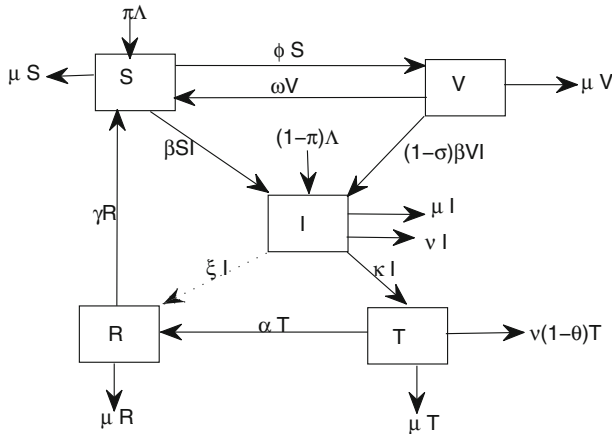 πΛ
μ S
S
ϕ S
ωV
V
μ V
βSI
(1−π)Λ
(1−σ)βVI
I
μ I
ν I
γR
ξ I
κ I
R
α T
T
ν(1−θ)T
μ R
μ T